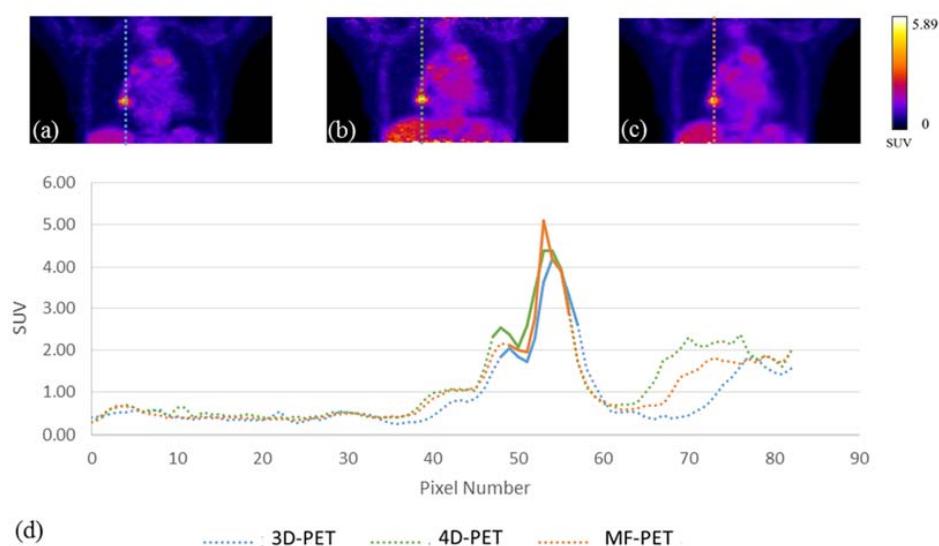 5.89
(a)
(b)
(c)
0
SUV
6.00
5.00
4.00
3.00
2.00
1.00
0.00
SUV
0 10 20 30 40 50 60 70 80 90
Pixel Number
(d)
3D-PET 4D-PET MF-PET